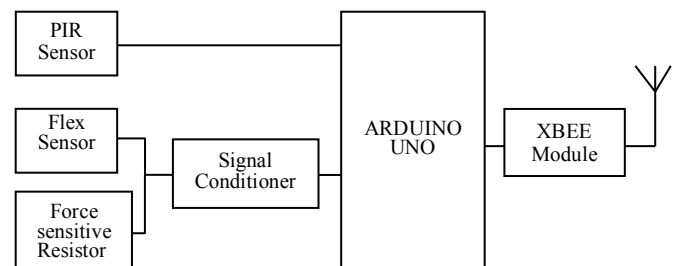 PIR
Sensor
Flex
Sensor
Force
sensitive
Resistor
Signal
Conditioner
ARDUINO
UNO
XBEE
Module